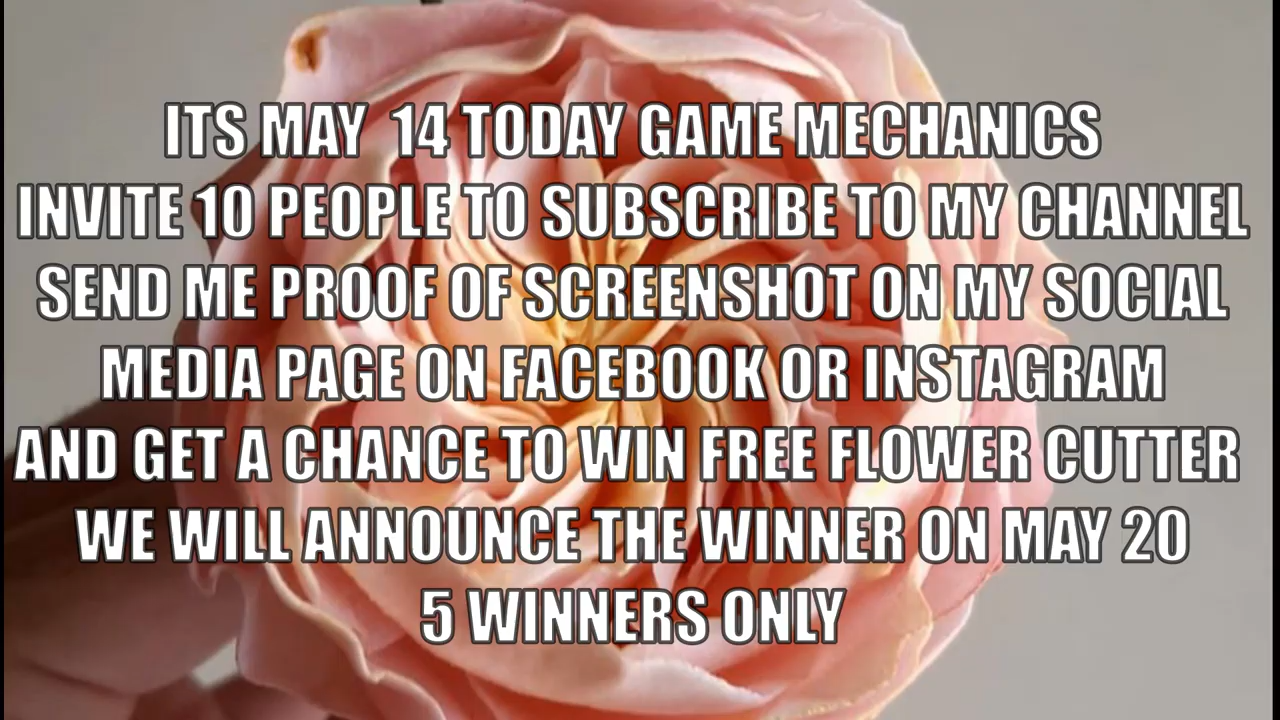 ITS MAY  14 TODAY GAME MECHANICS
INVITE 10 PEOPLE TO SUBSCRIBE TO MY CHANNEL
SEND ME PROOF OF SCREENSHOT ON MY SOCIAL
MEDIA PAGE ON FACEBOOK OR INSTAGRAM
AND GET A CHANCE TO WIN FREE FLOWER CUTTER
WE WILL ANNOUNCE THE WINNER ON MAY 20
5 WINNERS ONLY